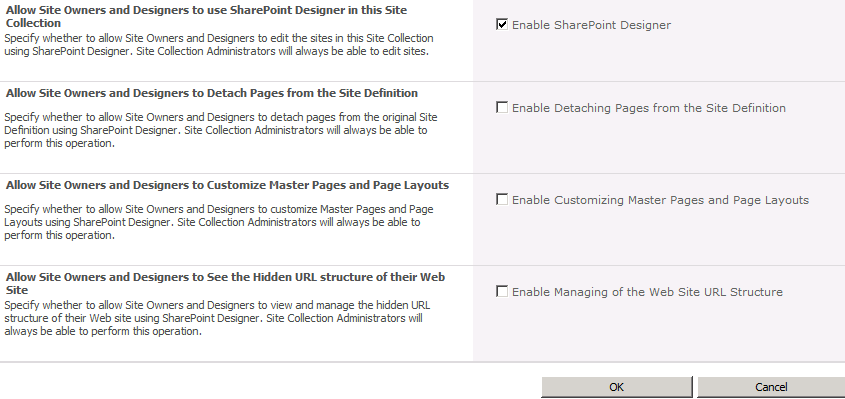 Allow Site Owners and Designers to use SharePoint Designer in this Site
Collection
Specify whether to allow Site Owners and Designers to edit the sites in this Site Collection
using SharePoint Designer. Site Collection Administrators will always be able to edit sites.
Enable SharePoint Designer
Allow Site Owners and Designers to Detach Pages from the Site Definition
Specify whether to allow Site Owners and Designers to detach pages from the original Site
Definition using SharePoint Designer. Site Collection Administrators will always be able to
perform this operation.
Enable Detaching Pages from the Site Definition
Allow Site Owners and Designers to Customize Master Pages and Page Layouts
Specify whether to allow Site Owners and Designers to customize Master Pages and Page
Layouts using SharePoint Designer. Site Collection Administrators will always be able to
perform this operation.
Enable Customizing Master Pages and Page Layouts
Allow Site Owners and Designers to See the Hidden URL structure of their Web
Site
Specify whether to allow Site Owners and Designers to view and manage the hidden URL
structure of their Web site using SharePoint Designer. Site Collection Administrators will
always be able to perform this operation.
Enable Managing of the Web Site URL Structure
OK
Cancel